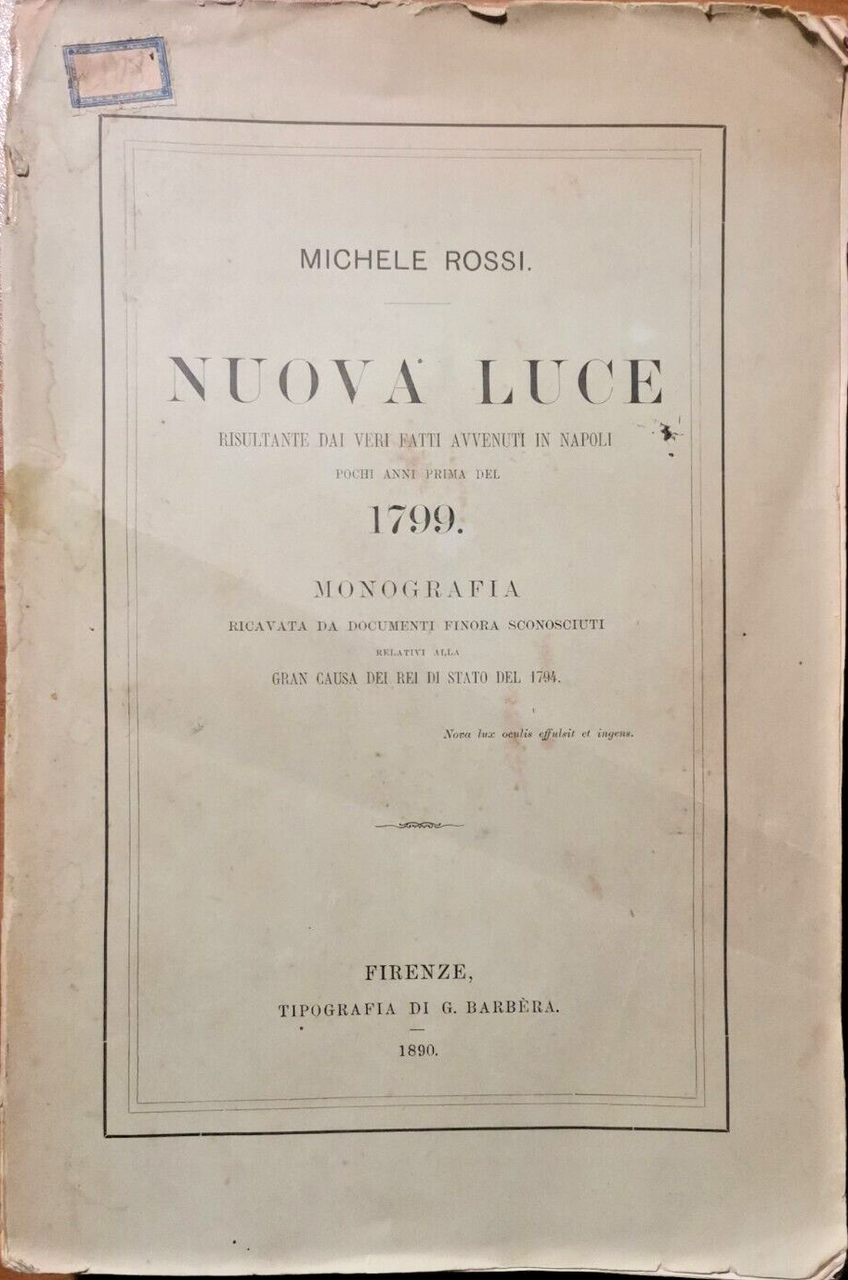 MICHELE ROSSI.
NUOVA LUCE
RISULTANTE DAI VERI FATTI AVVENUTI IN NAPOLI
POCHI ANNI PRIMA DEL
1799.
MONOGRAFIA
RICAVATA DA DOCUMENTI FINORA SCONOSCIUTI
RELATIVI ALLA
GRAN CAUSA DEI REI DI STATO DEL 1794.
Nova lux oculis effulsit et ingens.
FIRENZE,
TIPOGRAFIA DI G. BARBÈRA.
1890.